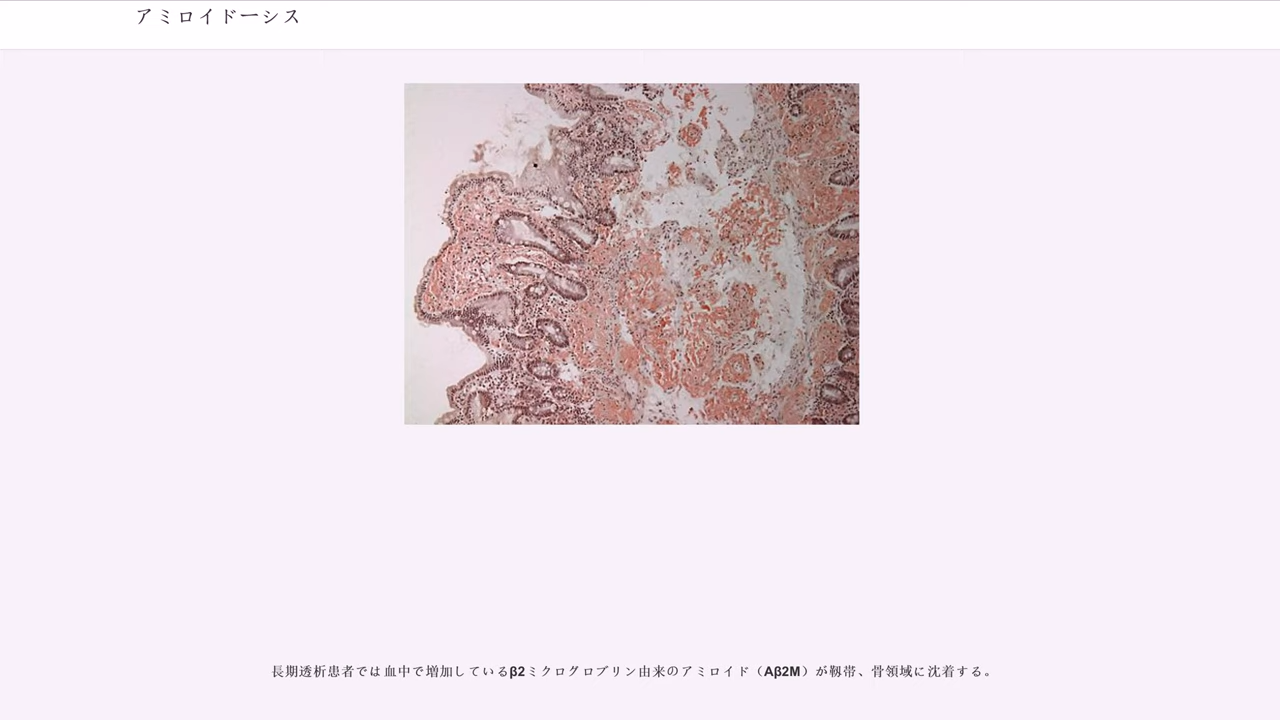 アミロイドーシス
長期透析患者では血中で増加しているβ2ミクログロブリン由来のアミロイド（Aβ2M）が靱帯、骨領域に沈着する。